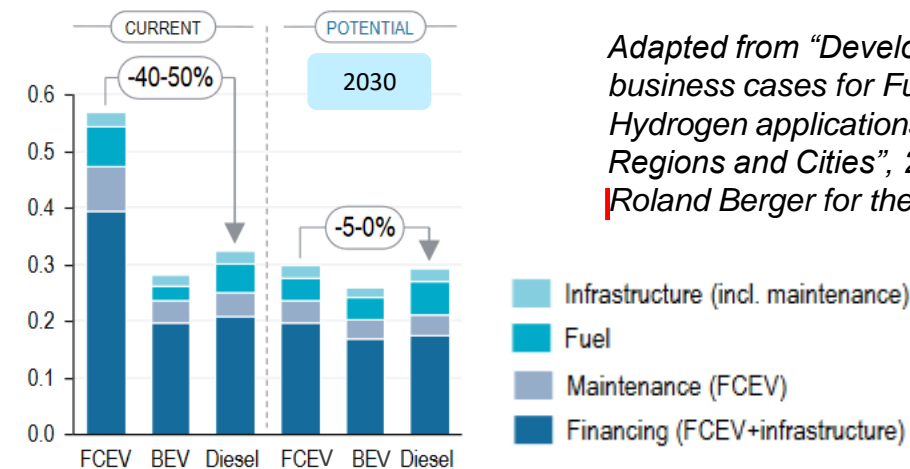 CURRENT
POTENTIAL
-40-50%
2030
0.6
0.5
0.4
0.3
0.2
0.1
0.0
-5-0%
FCEV BEV Diesel FCEV BEV Diesel
Adapted from “Develo
business cases for Fu
Hydrogen applications
Regions and Cities”, 2
Roland Berger for the
Infrastructure (incl. maintenance)
Fuel
Maintenance (FCEV)
Financing (FCEV+infrastructure)